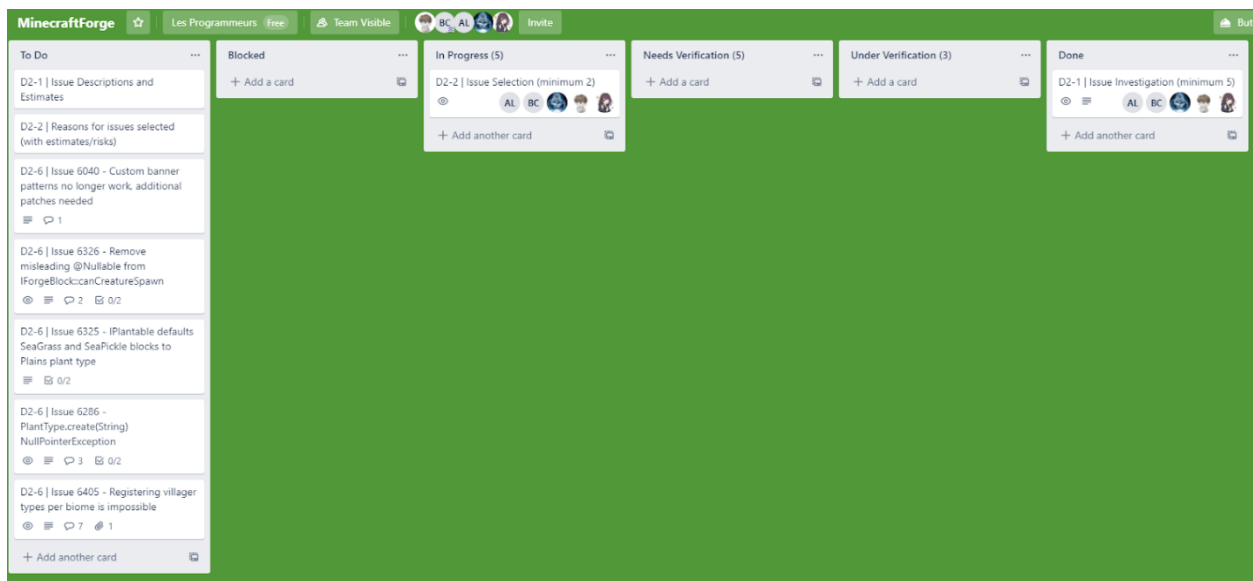 MinecraftForge
Les Programmeurs Free
Team Visible
BC AL
Invite
But
To Do
D2-1 | Issue Descriptions and
Estimates
D2-2 | Reasons for issues selected
(with estimates/risks)
D2-6 | Issue 6040 - Custom banner
patterns no longer work, additional
patches needed
1
D2-6 | Issue 6326 - Remove
misleading @Nullable from
IForgeBlock::canCreatureSpawn
2 0/2
D2-6 | Issue 6325 - IPlantable defaults
SeaGrass and SeaPickle blocks to
Plains plant type
0/2
D2-6 | Issue 6286 -
PlantType.create(String)
NullPointerException
3 0/2
D2-6 | Issue 6405 - Registering villager
types per biome is impossible
7 1
+ Add another card
Blocked
+ Add a card
In Progress (5)
D2-2 | Issue Selection (minimum 2)
AL BC
+ Add another card
Needs Verification (5)
+ Add a card
Under Verification (3)
+ Add a card
Done
D2-1 | Issue Investigation (minimum 5)
AL BC
+ Add another card